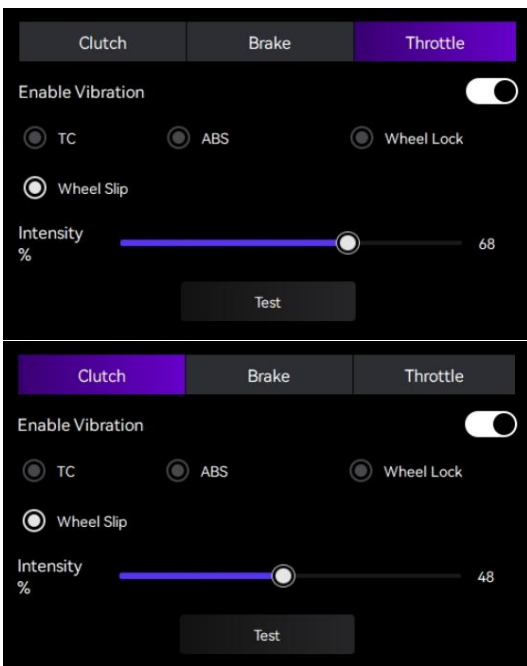 Clutch Brake Throttle
Enable Vibration
TC ABS Wheel Lock
Wheel Slip
Intensity
% 68
Test
Clutch Brake Throttle
Enable Vibration
TC ABS Wheel Lock
Wheel Slip
Intensity
% 48
Test